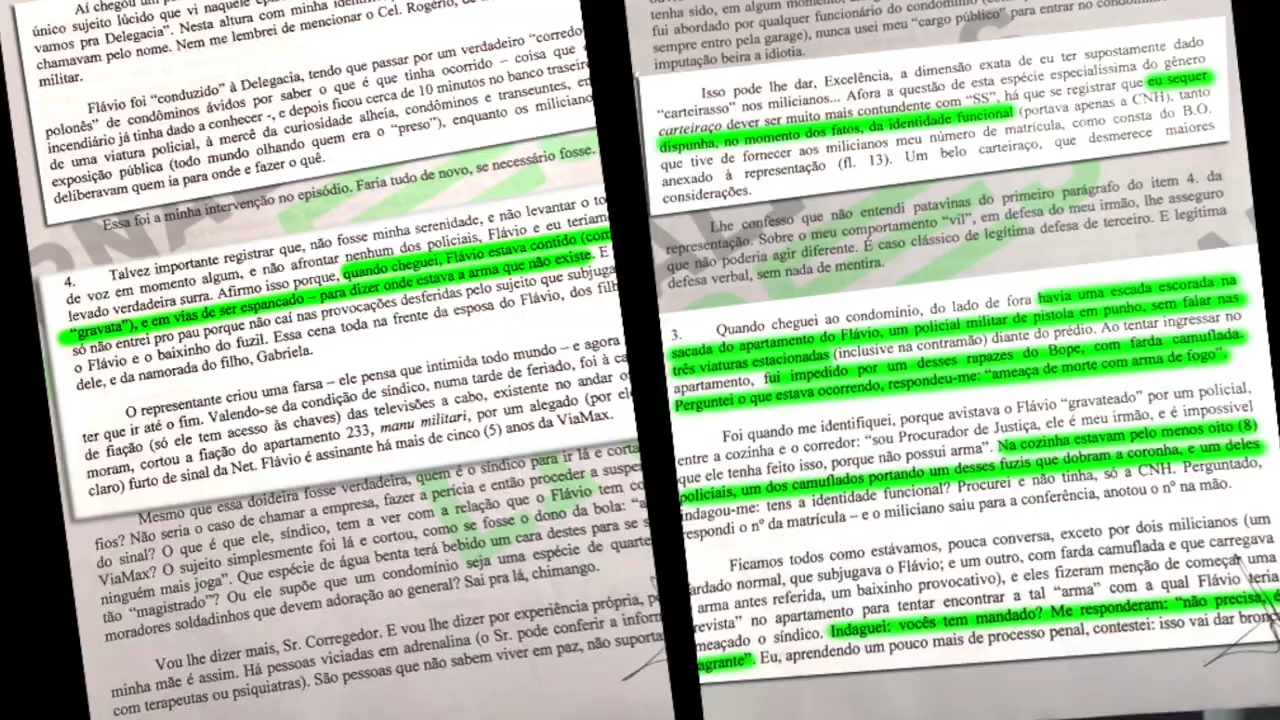 Aí chegou um
único sujeito lúcido que vi naquele
vamos pra Delegacia". Nesta altura com minha
chamavam pelo nome. Nem me lembrei de mencionar o Cel. Rogério, de
militar.
Flávio foi "conduzido" à Delegacia, tendo que passar por um verdadeiro "corredo
polonês" de condôminos ávidos por saber o que é que tinha ocorrido – coisa que
incendiário já tinha dado a conhecer -, e depois ficou cerca de 10 minutos no banco traseir
de uma viatura policial, à mercê da curiosidade alheia, condôminos e transeuntes, em
exposição pública (todo mundo olhando quem era o "preso"), enquanto os miliciano
deliberavam quem ia para onde e fazer o quê.
Essa foi a minha intervenção no episódio. Faria tudo de novo, se necessário fosse.
4. Talvez importante registrar que, não fosse minha serenidade, e não levantar o to
de voz em momento algum, e não afrontar nenhum dos policiais, Flávio e eu teriam
levado verdadeira surra. Afirmo isso porque, quando cheguei, Flávio estava contido (com
"gravata"), e em vias de ser espancado – para dizer onde estava a arma que não existe. E
só não entrei pro pau porque não caí nas provocações desferidas pelo sujeito que subjuga
o Flávio e o baixinho do fuzil. Essa cena toda na frente da esposa do Flávio, dos filh
dele, e da namorada do filho, Gabriela.
O representante criou uma farsa – ele pensa que intimida todo mundo – e agora
ter que ir até o fim. Valendo-se da condição de síndico, numa tarde de feriado, foi à ca
de fiação (só ele tem acesso às chaves) das televisões a cabo, existente no andar o
moram, cortou a fiação do apartamento 233, manu militari, por um alegado (por ele
claro) furto de sinal da Net. Flávio é assinante há mais de cinco (5) anos da ViaMax.
Mesmo que essa doideira fosse verdadeira, quem é o síndico para ir lá e corta
fios? Não seria o caso de chamar a empresa, fazer a perícia e então proceder a suspe
do sinal? O que é que ele, síndico, tem a ver com a relação que o Flávio tem co
ViaMax? O sujeito simplesmente foi lá e cortou, como se fosse o dono da bola: "a
ninguém mais joga". Que espécie de água benta terá bebido um cara destes para se s
tão "magistrado"? Ou ele supõe que um condomínio seja uma espécie de quarte
moradores soldadinhos que devem adoração ao general? Sai pra lá, chimango.
Vou lhe dizer mais, Sr. Corregedor. E vou lhe dizer por experiência própria, po
minha mãe é assim. Há pessoas viciadas em adrenalina (o Sr. pode conferir a inform
com terapeutas ou psiquiatras). São pessoas que não sabem viver em paz, não suporta
tenha sido, em algum momento,
fui abordado por qualquer funcionário do condomínio
sempre entro pela garage), nunca usei meu "cargo público" para entrar no condomín
imputação beira a idiotia.
Isso pode lhe dar, Excelência, a dimensão exata de eu ter supostamente dado
"carteirasso" nos milicianos... Afora a questão de esta espécie especialíssima do gênero
carteiraço dever ser muito mais contundente com "SS", há que se registrar que eu sequer
dispunha, no momento dos fatos, da identidade funcional (portava apenas a CNH), tanto
que tive de fornecer aos milicianos meu número de matrícula, como consta do B.O.
anexado à representação (fl. 13). Um belo carteiraço, que desmerece maiores
considerações.
Lhe confesso que não entendi patavinas do primeiro parágrafo do item 4. da
representação. Sobre o meu comportamento "vil", em defesa do meu irmão, lhe asseguro
que não poderia agir diferente. É caso clássico de legítima defesa de terceiro. E legítima
defesa verbal, sem nada de mentira.
3. Quando cheguei ao condomínio, do lado de fora havia uma escada escorada na
sacada do apartamento do Flávio, um policial militar de pistola em punho, sem falar nas
três viaturas estacionadas (inclusive na contramão) diante do prédio. Ao tentar ingressar no
apartamento, fui impedido por um desses rapazes do Bope, com farda camuflada.
Perguntei o que estava ocorrendo, respondeu-me: "ameaça de morte com arma de fogo".
Foi quando me identifiquei, porque avistava o Flávio "gravateado" por um policial,
entre a cozinha e o corredor: "sou Procurador de Justiça, ele é meu irmão, e é impossível
que ele tenha feito isso, porque não possui arma". Na cozinha estavam pelo menos oito (8)
policiais, um dos camuflados portando um desses fuzis que dobram a coronha, e um deles
indagou-me: tens a identidade funcional? Procurei e não tinha, só a CNH. Perguntado,
respondi o nº da matrícula – e o miliciano saiu para a conferência, anotou o nº na mão.
Ficamos todos como estávamos, pouca conversa, exceto por dois milicianos (um
ardado normal, que subjugava o Flávio; e um outro, com farda camuflada e que carregava
arma antes referida, um baixinho provocativo), e eles fizeram menção de começar uma
revista" no apartamento para tentar encontrar a tal "arma" com a qual Flávio teria
meaçado o síndico. Indaguei: vocês tem mandado? Me responderam: "não precisa, é
agrante". Eu, aprendendo um pouco mais de processo penal, contestei: isso vai dar bronc